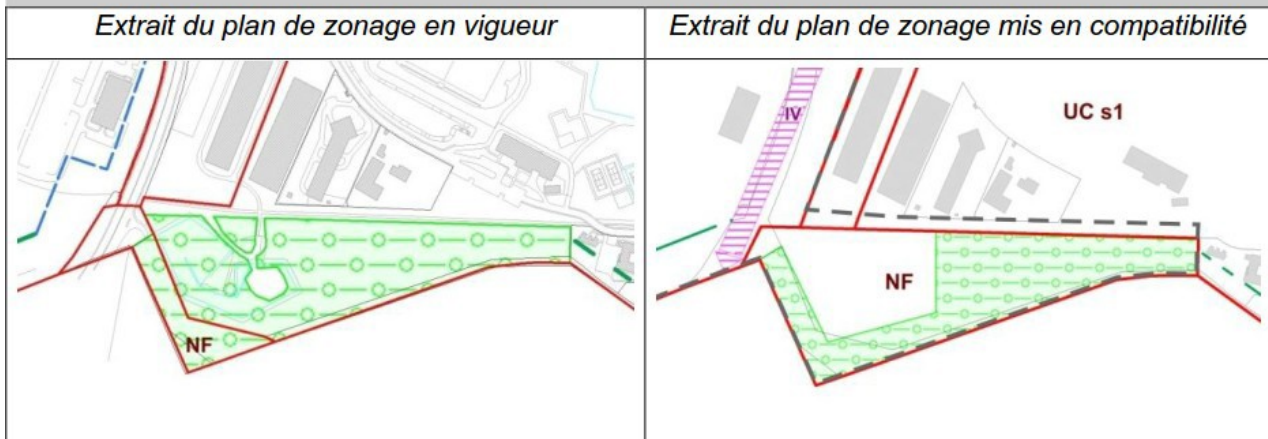 Extrait du plan de zonage en vigueur
Extrait du plan de zonage mis en compatibilité
NF
IV
UC s1
NF